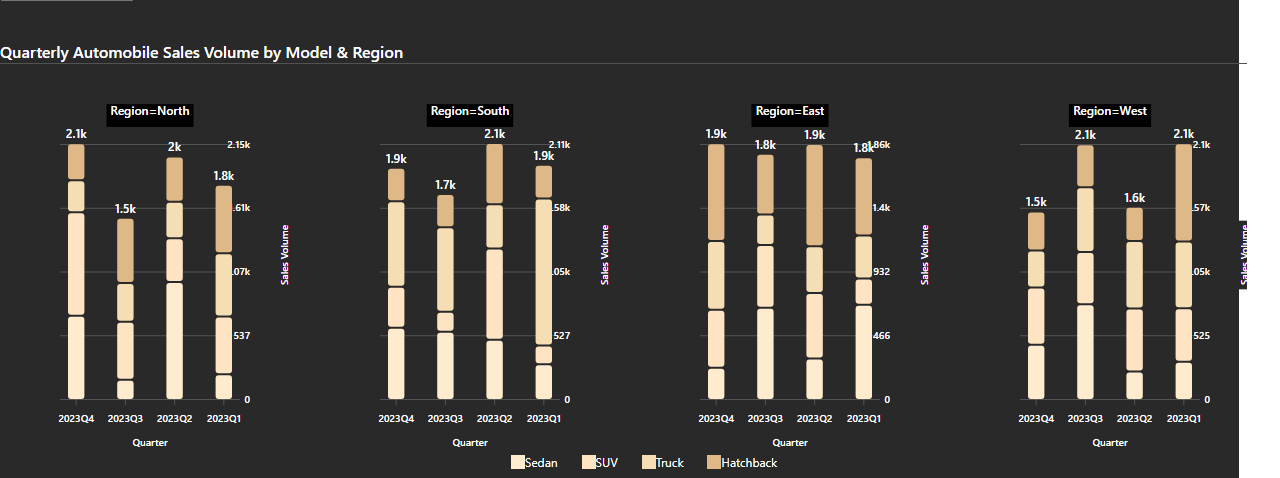 Quarterly Automobile Sales Volume by Model & Region
Region=North
Region=South
Region=East
Region=West
2.1k
1.5k
2k
1.8k
2.15k
.61k
.07k
537
0
Sales Volume
2023Q4
2023Q3
2023Q2
2023Q1
Quarter
1.9k
1.7k
2.1k
1.9k
2.11k
.58k
.05k
527
0
Sales Volume
2023Q4
2023Q3
2023Q2
2023Q1
Quarter
1.9k
1.8k
1.9k
1.8k
.86k
1.4k
932
466
0
Sales Volume
2023Q4
2023Q3
2023Q2
2023Q1
Quarter
1.5k
2.1k
1.6k
2.1k
2.1k
.57k
.05k
525
0
Sales Volume
2023Q4
2023Q3
2023Q2
2023Q1
Quarter
Sedan
SUV
Truck
Hatchback